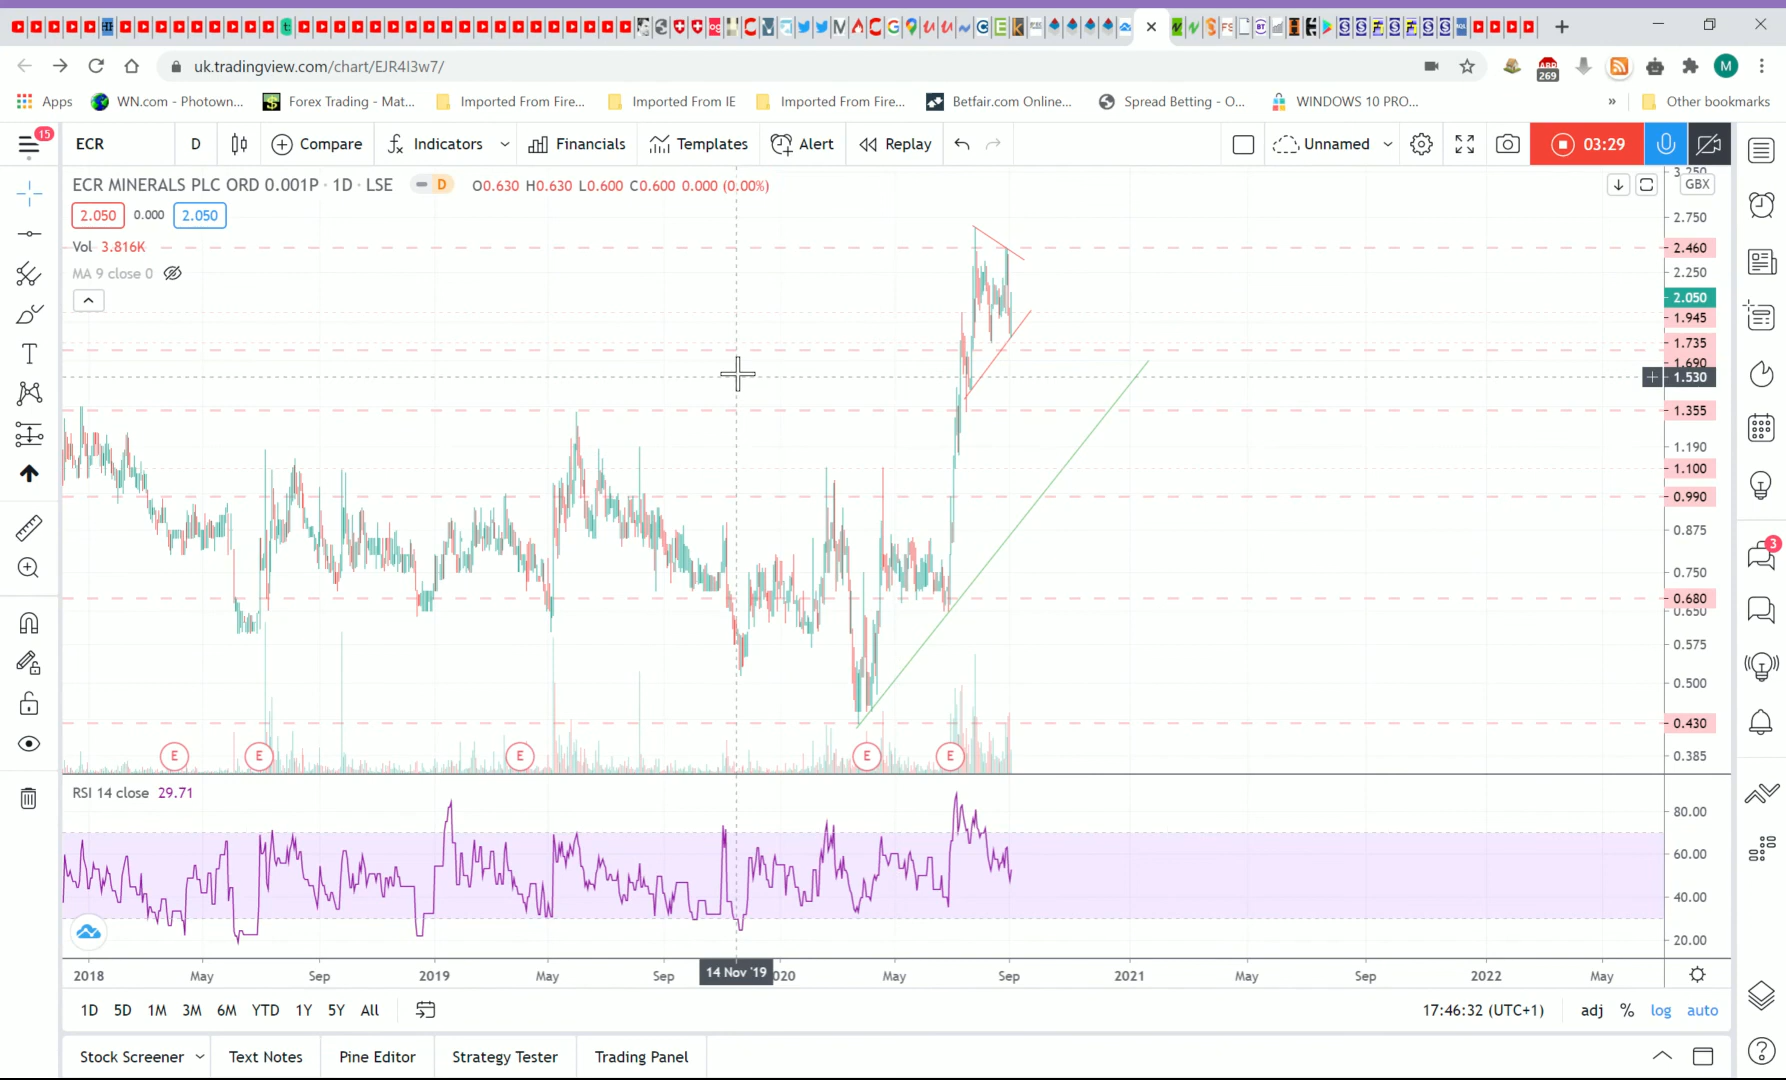 uk.tradingview.com/chart/EJR4I3w7/
ABP
269
M
Apps
WN.com - Photown...
Forex Trading - Mat...
Imported From Fire...
Imported From IE
Imported From Fire...
Betfair.com Online...
Spread Betting - O...
WINDOWS 10 PRO...
»
Other bookmarks
15
ECR
D
Compare
Indicators
Financials
Templates
Alert
Replay
Unnamed
03:29
ECR MINERALS PLC ORD 0.001P · 1D · LSE
D
O0.630 H0.630 L0.600 C0.600 0.000 (0.00%)
GBX
2.050
0.000
2.050
Vol 3.816K
MA 9 close 0
3.250
2.750
2.460
2.250
2.050
1.945
1.735
1.690
1.530
1.355
1.190
1.100
0.990
0.875
0.750
0.680
0.650
0.575
0.500
0.430
0.385
3
E
E
E
E
E
RSI 14 close 29.71
80.00
60.00
40.00
20.00
2018
May
Sep
2019
May
Sep
14 Nov '19
020
May
Sep
2021
May
Sep
2022
May
1D
5D
1M
3M
6M
YTD
1Y
5Y
All
17:46:32 (UTC+1)
adj
%
log
auto
Stock Screener
Text Notes
Pine Editor
Strategy Tester
Trading Panel